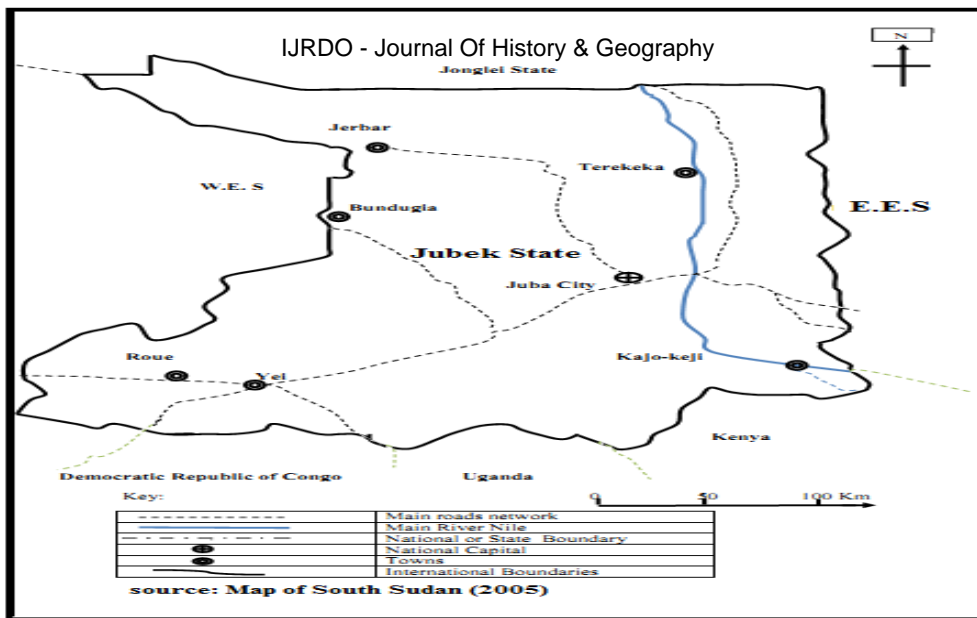 N
IJRDO - Journal Of History & Geography
Jonglei State
Jerbar
Terekeka
W.E. S
Bundugia
E.E.S
Jubek State
Juba City
Roue
Yei
Kajo-keji
Kenya
Democratic Republic of Congo
Uganda
Key:
0 50 100 Km
Main roads network
Main River Nile
National or State Boundary
National Capital
Towns
International Boundaries
source: Map of South Sudan (2005)